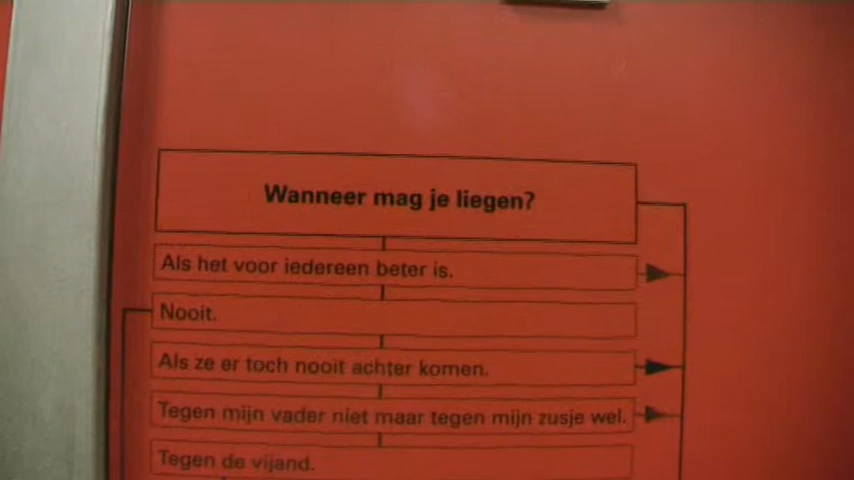 Wanneer mag je liegen?
Als het voor iedereen beter is.
Nooit.
Als ze er toch nooit achter komen.
Tegen mijn vader niet maar tegen mijn zusje wel.
Tegen de vijand.